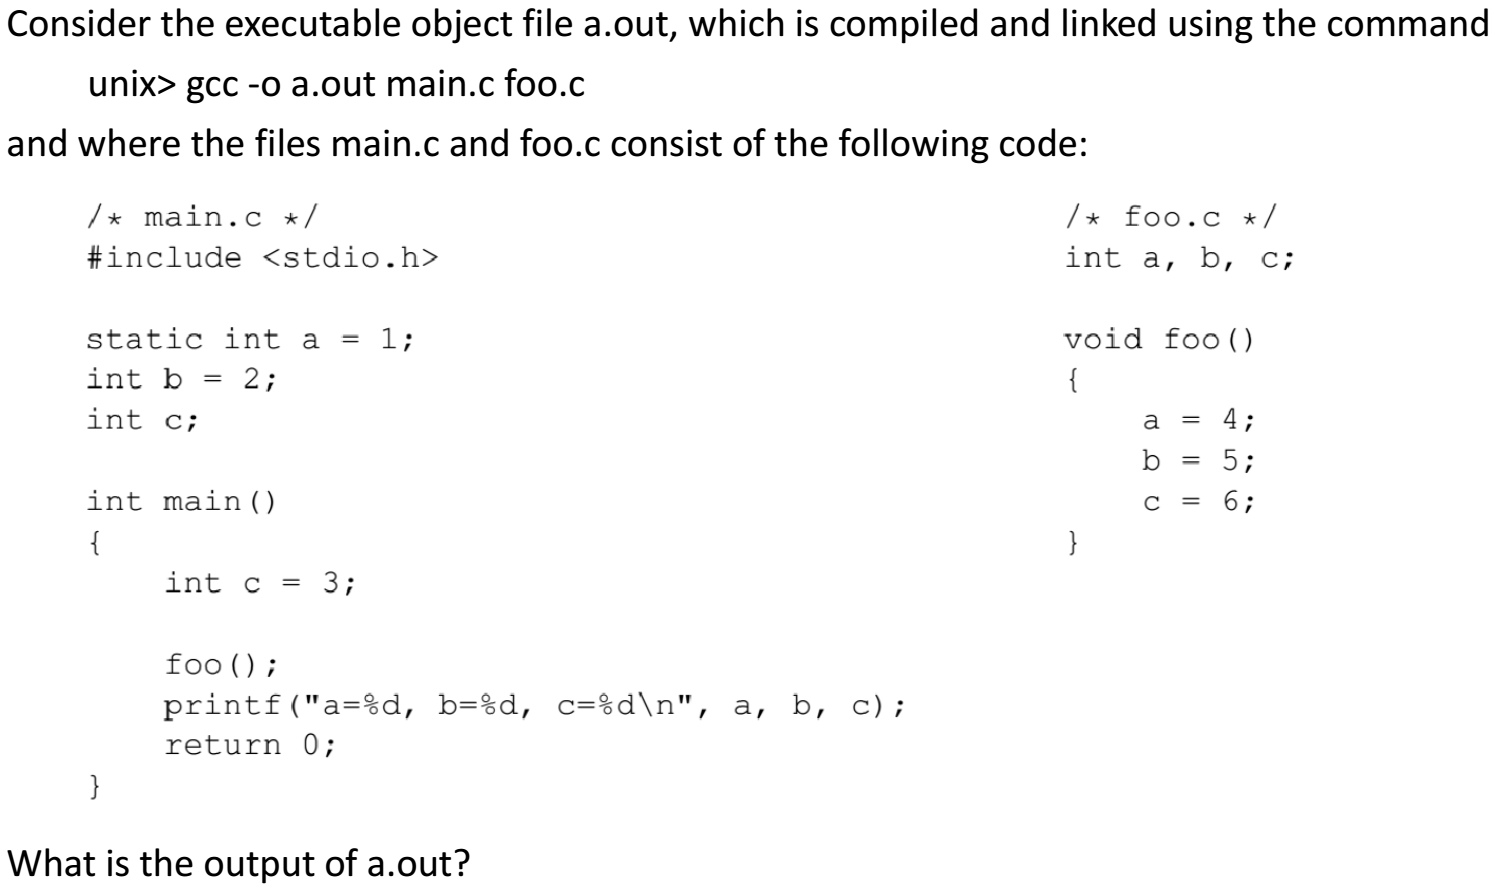 Consider the executable object file a.out, which is compiled and linked using the command
unix> gcc -o a.out main.c foo.c
and where the files main.c and foo.c consist of the following code:
/* main.c */
#include <stdio.h>
static int a = 1;
int b = 2;
int c;
int main()
{
int c = 3;
foo();
printf("a=%d, b=%d, c=%d\n", a, b, c);
return 0;
}
/* foo.c */
int a, b, c;
void foo()
{
a = 4;
b = 5;
c = 6;
}
What is the output of a.out?